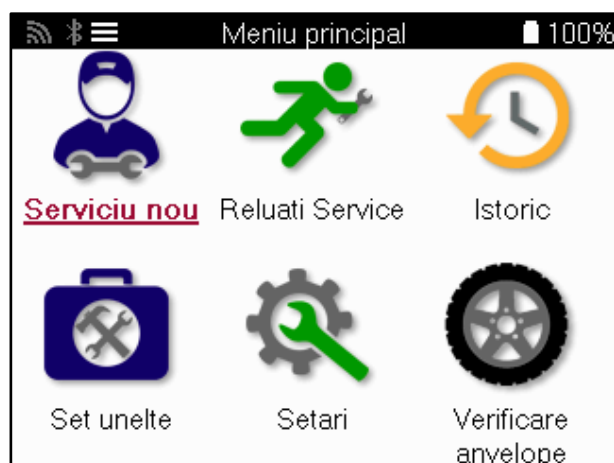 Meniu principal 100%
Serviciu nou Reluati Service Istoric
Set unelte Setari Verificare
anvelope